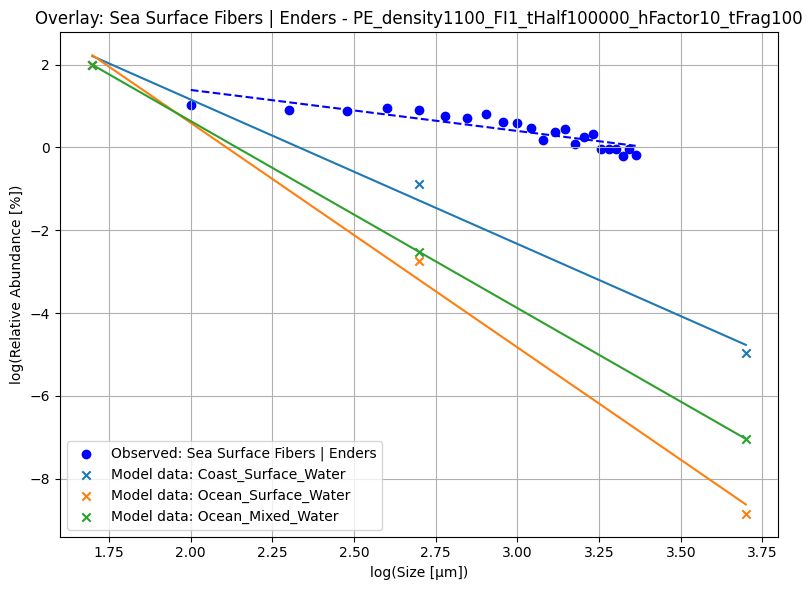 Overlay: Sea Surface Fibers | Enders - PE_density1100_FI1_tHalf100000_hFactor10_tFrag100
log(Relative Abundance [%])
2
0
−2
−4
−6
−8
Observed: Sea Surface Fibers | Enders
Model data: Coast_Surface_Water
Model data: Ocean_Surface_Water
Model data: Ocean_Mixed_Water
1.75
2.00
2.25
2.50
2.75
3.00
3.25
3.50
3.75
log(Size [μm])